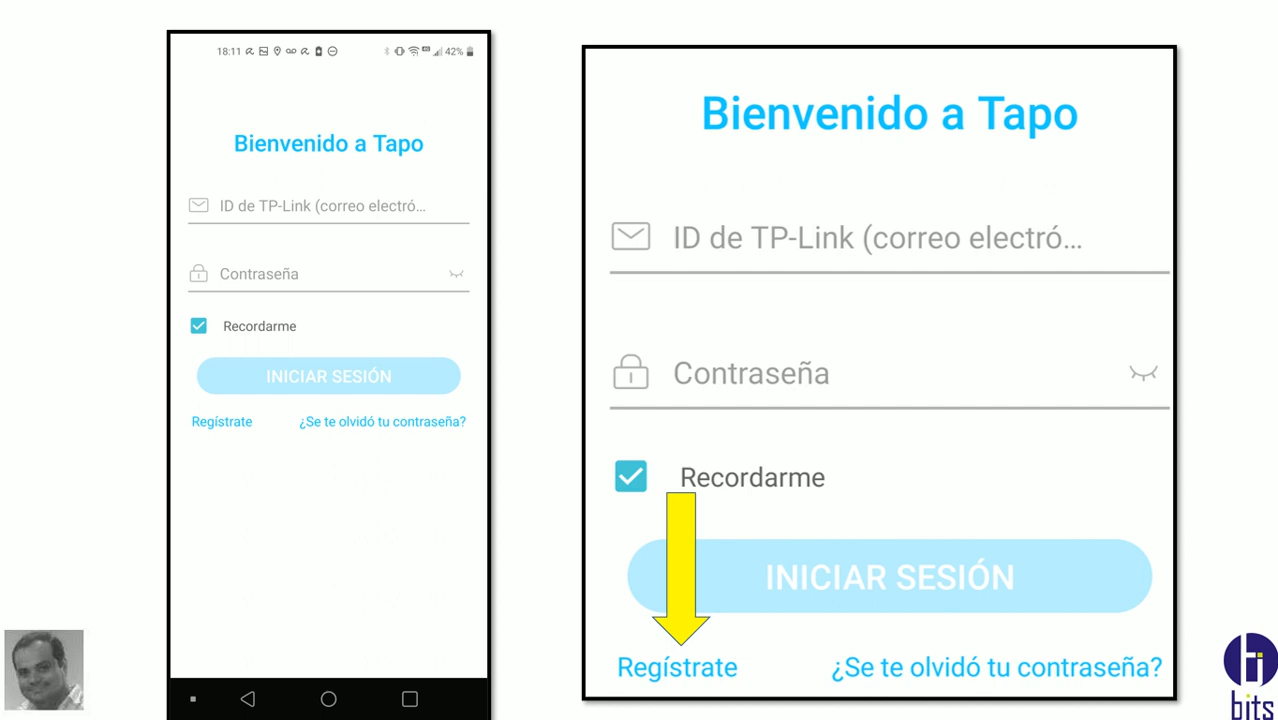 18:11
42%
Bienvenido a Tapo
ID de TP-Link (correo electró...
Contraseña
Recordarme
INICIAR SESIÓN
Regístrate
¿Se te olvidó tu contraseña?
Bienvenido a Tapo
ID de TP-Link (correo electró...
Contraseña
Recordarme
INICIAR SESIÓN
Regístrate
¿Se te olvidó tu contraseña?
bits